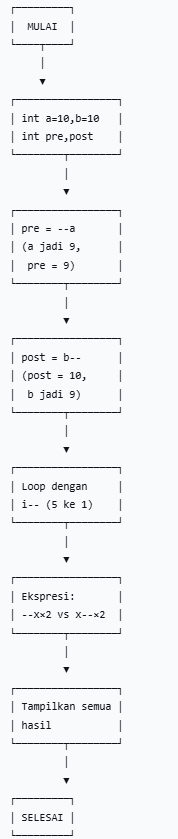 MULAI
int a=10,b=10
int pre,post
pre = --a
(a jadi 9,
pre = 9)
post = b--
(post = 10,
b jadi 9)
Loop dengan
i-- (5 ke 1)
Ekspresi:
--x×2 vs x--×2
Tampilkan semua
hasil
SELESAI